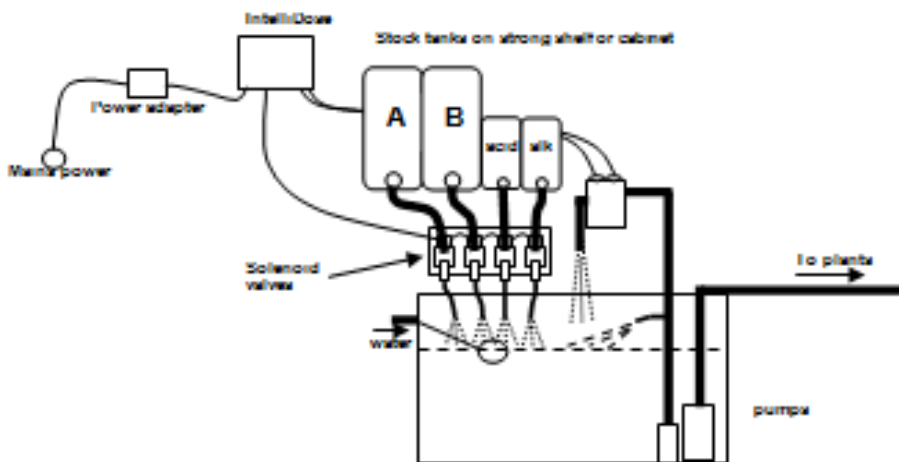 IntelliDose
Stock tanks on strong shelf or cabinet
Power adapter
A
B
acid
alk
Mains power
To plants
Solenoid
valves
water
pumps